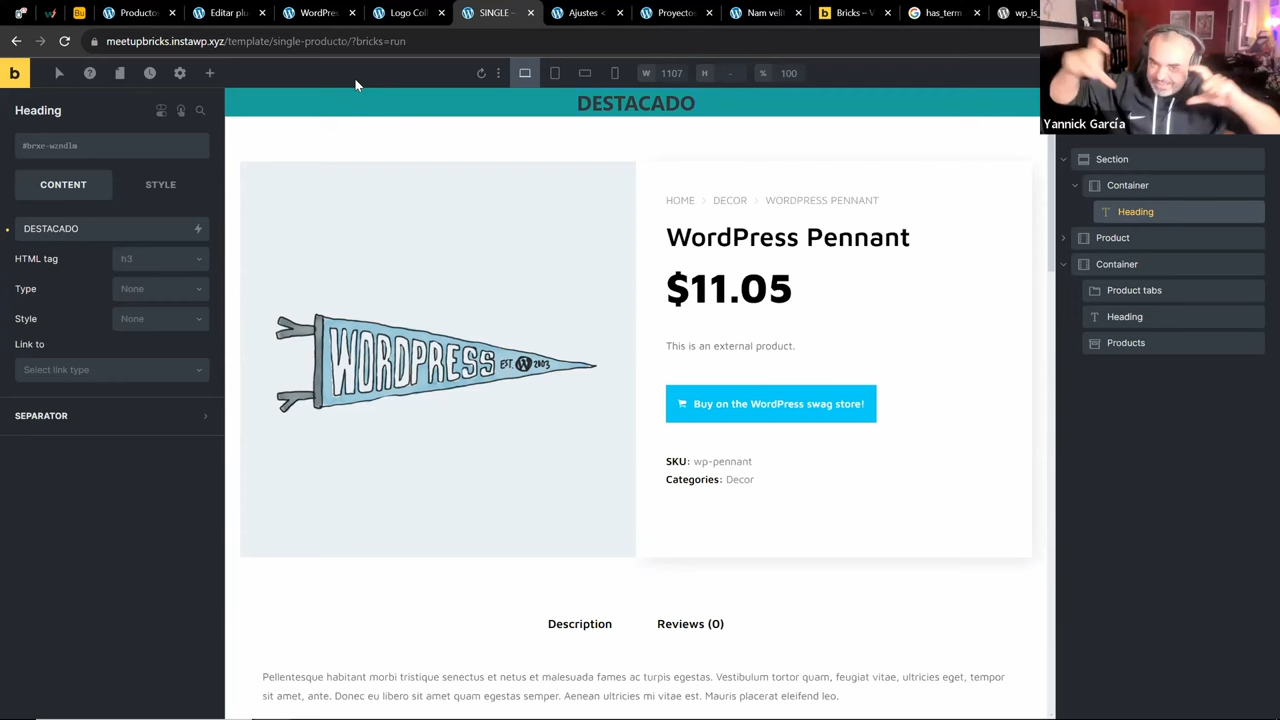 Producto
Editar plu
WordPres
Logo Coll
SINGLE –
Ajustes <
Proyectos
Nam veli
Bricks – W
has_term
wp_is_
meetupbricks.instawp.xyz/template/single-producto/?bricks=run
b
W 1107 H - % 100
Yannick García
Heading
#brxe-wzndlm
CONTENT
STYLE
DESTACADO
HTML tag h3
Type None
Style None
Link to
Select link type
SEPARATOR
DESTACADO
HOME > DECOR > WORDPRESS PENNANT
WordPress Pennant
$11.05
This is an external product.
Buy on the WordPress swag store!
SKU: wp-pennant
Categories: Decor
WORDPRESS EST. 2003
Description
Reviews (0)
Pellentesque habitant morbi tristique senectus et netus et malesuada fames ac turpis egestas. Vestibulum tortor quam, feugiat vitae, ultricies eget, tempor
sit amet, ante. Donec eu libero sit amet quam egestas semper. Aenean ultricies mi vitae est. Mauris placerat eleifend leo.
Section
Container
Heading
Product
Container
Product tabs
Heading
Products